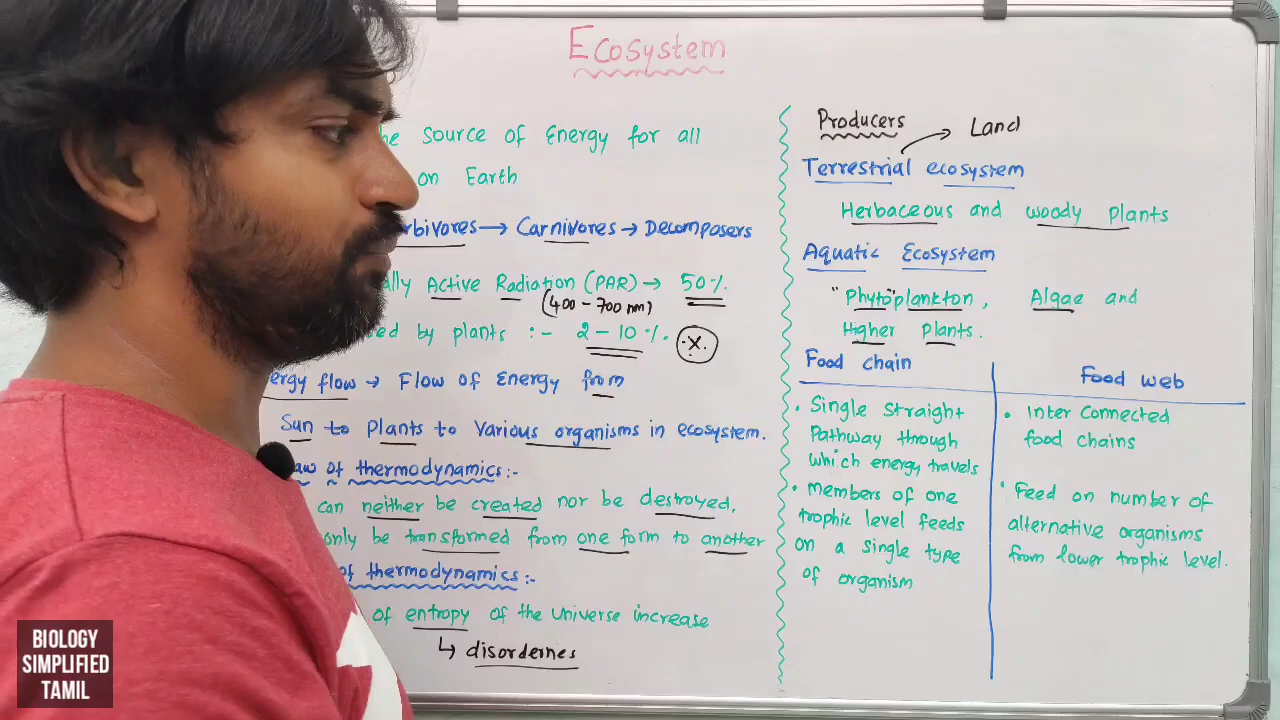 Ecosystem
he source of Energy for all
on Earth
rbivores → Carnivores → Decomposers
ally Active Radiation (PAR) → 50%.
(400 - 700 nm)
ed by plants :- 2 - 10%. X
ergy flow → Flow of Energy from
Sun to Plants to Various organisms in ecosystem.
aw of thermodynamics:-
can neither be created nor be destroyed,
only be transformed from one form to another
of thermodynamics:-
of entropy of the Universe increase
↳ disordernes
Producers
Land
Terrestrial ecosystem
Herbaceous and woody plants
Aquatic Ecosystem
"Phyto"plankton, Algae and
Higher Plants.
Food chain
• Single straight
Pathway through
which energy travels
• Members of one
trophic level feeds
on a single type
of organism
Food web
• Inter Connected
food chains
• Feed on number of
alternative organisms
from lower trophic level.
BIOLOGY
SIMPLIFIED
TAMIL